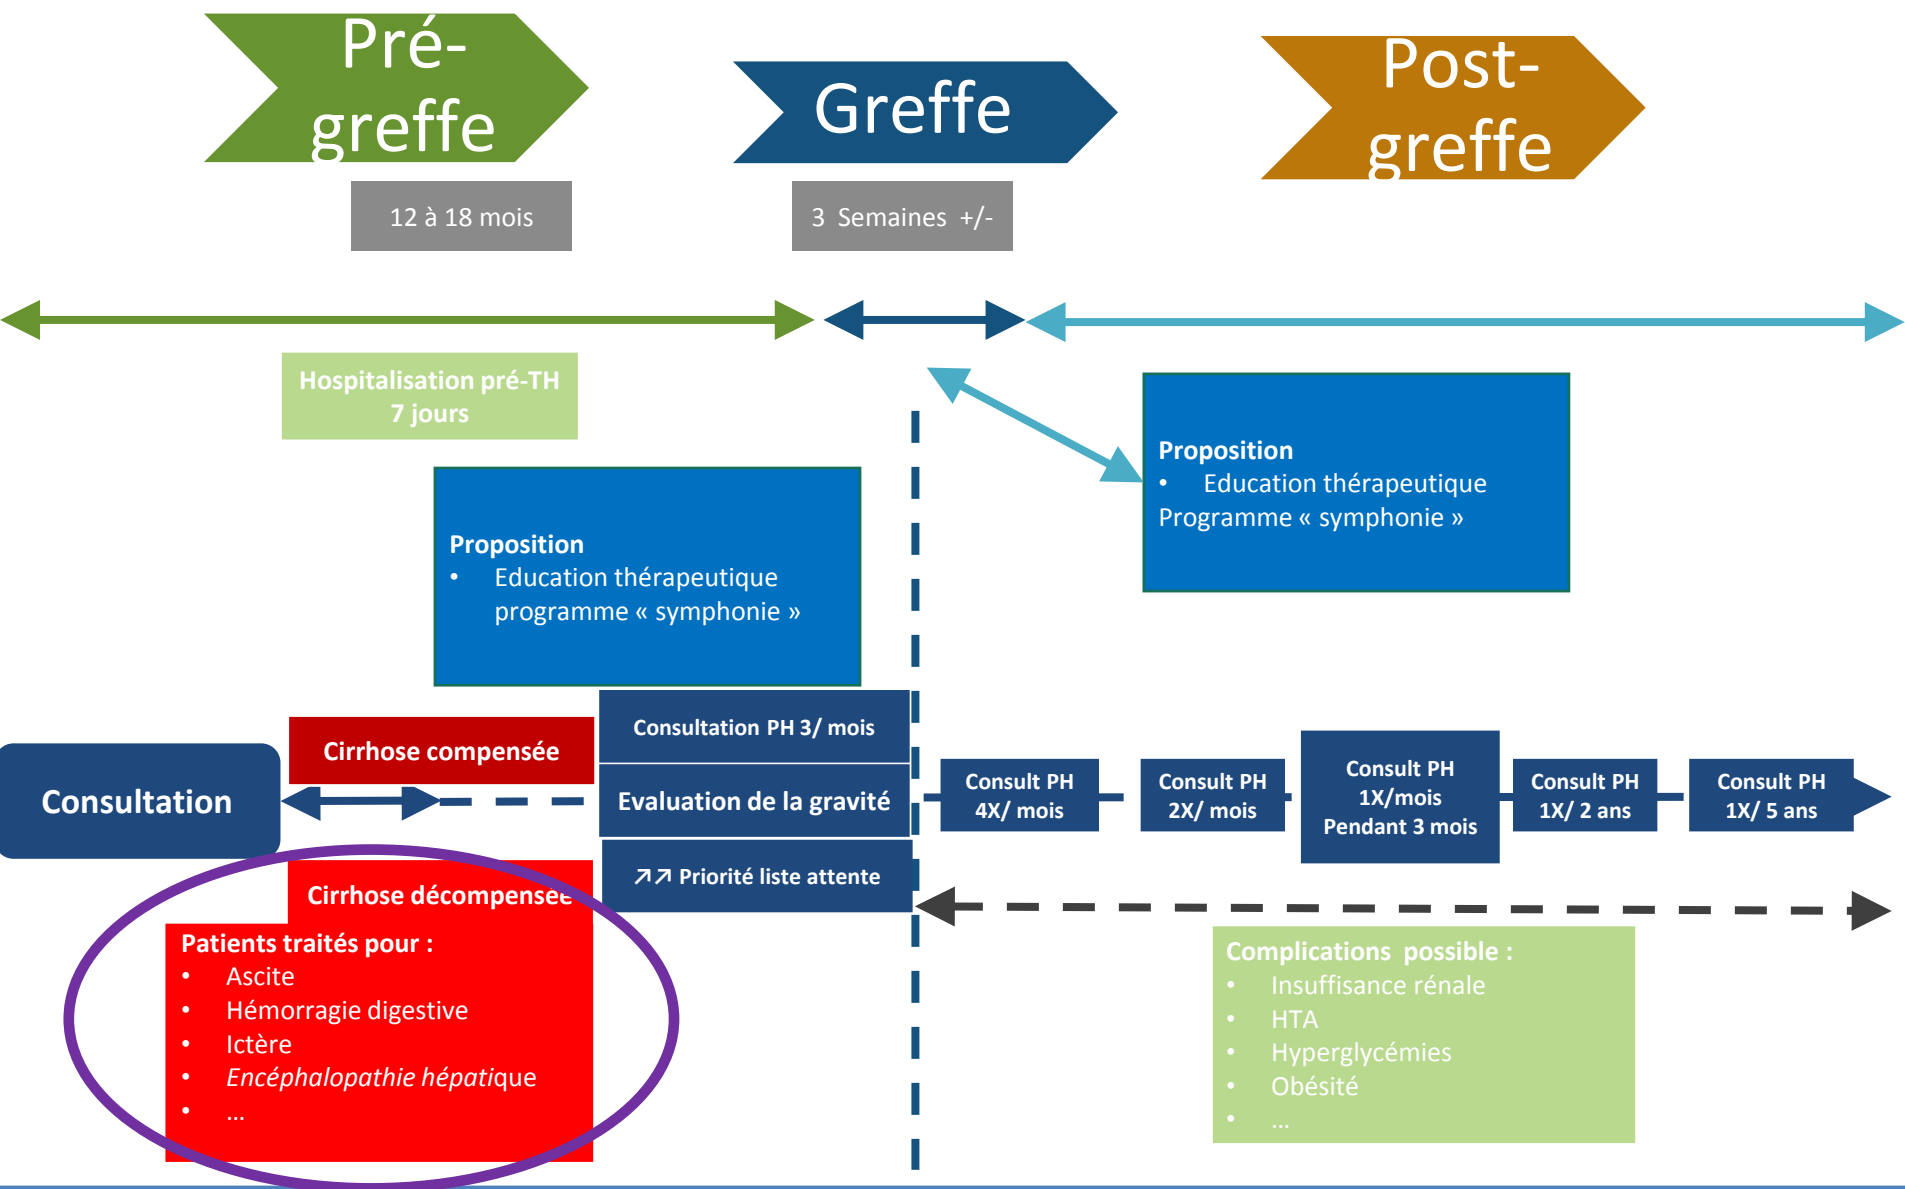 Pré-
greffe
Greffe
Post-
greffe
12 à 18 mois
3 Semaines +/-
Hospitalisation pré-TH
7 jours
Proposition
• Education thérapeutique
Programme « symphonie »
Proposition
• Education thérapeutique
programme « symphonie »
Consultation
Cirrhose compensée
Consultation PH 3/ mois
Evaluation de la gravité
↗↗ Priorité liste attente
Consult PH
4X/ mois
Consult PH
2X/ mois
Consult PH
1X/mois
Pendant 3 mois
Consult PH
1X/ 2 ans
Consult PH
1X/ 5 ans
Cirrhose décompensée
Patients traités pour :
• Ascite
• Hémorragie digestive
• Ictère
• Encéphalopathie hépatique
• ...
Complications possible :
• Insuffisance rénale
• HTA
• Hyperglycémies
• Obésité
• ...